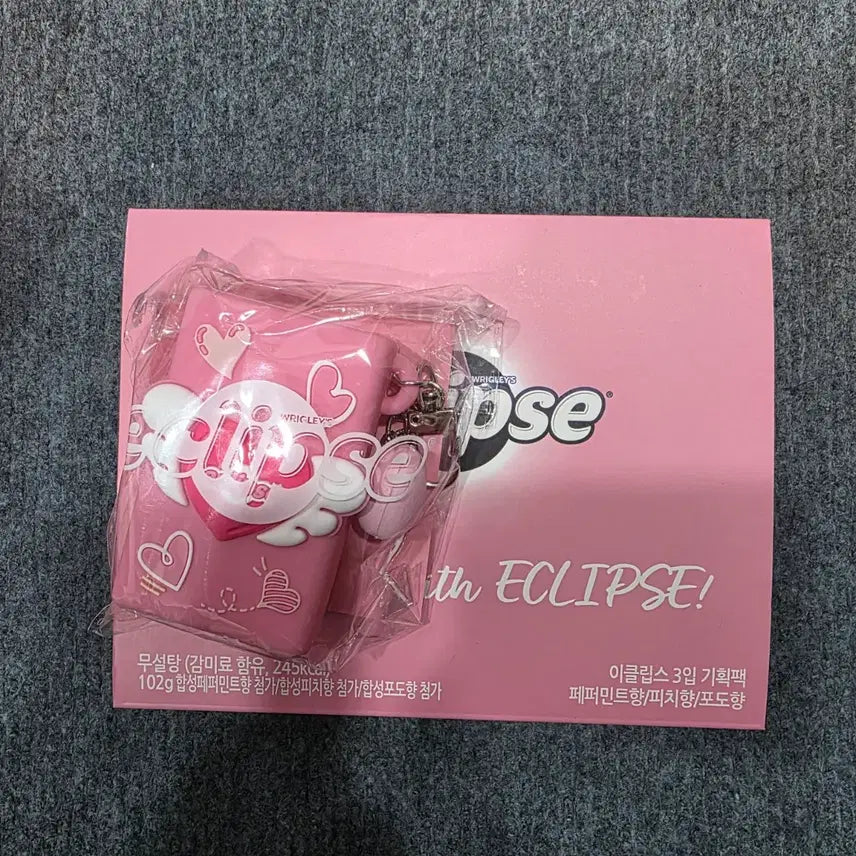 WRIGLEY'S
eclipse
WRIGLEY'S
ipse®
ECLIPSE!
무설탕 (감미료 함유, 245kcal)
102g 합성페퍼민트향 첨가/합성피치향 첨가/합성포도향 첨가
이클립스 3입 기획팩
페퍼민트향/피치향/포도향